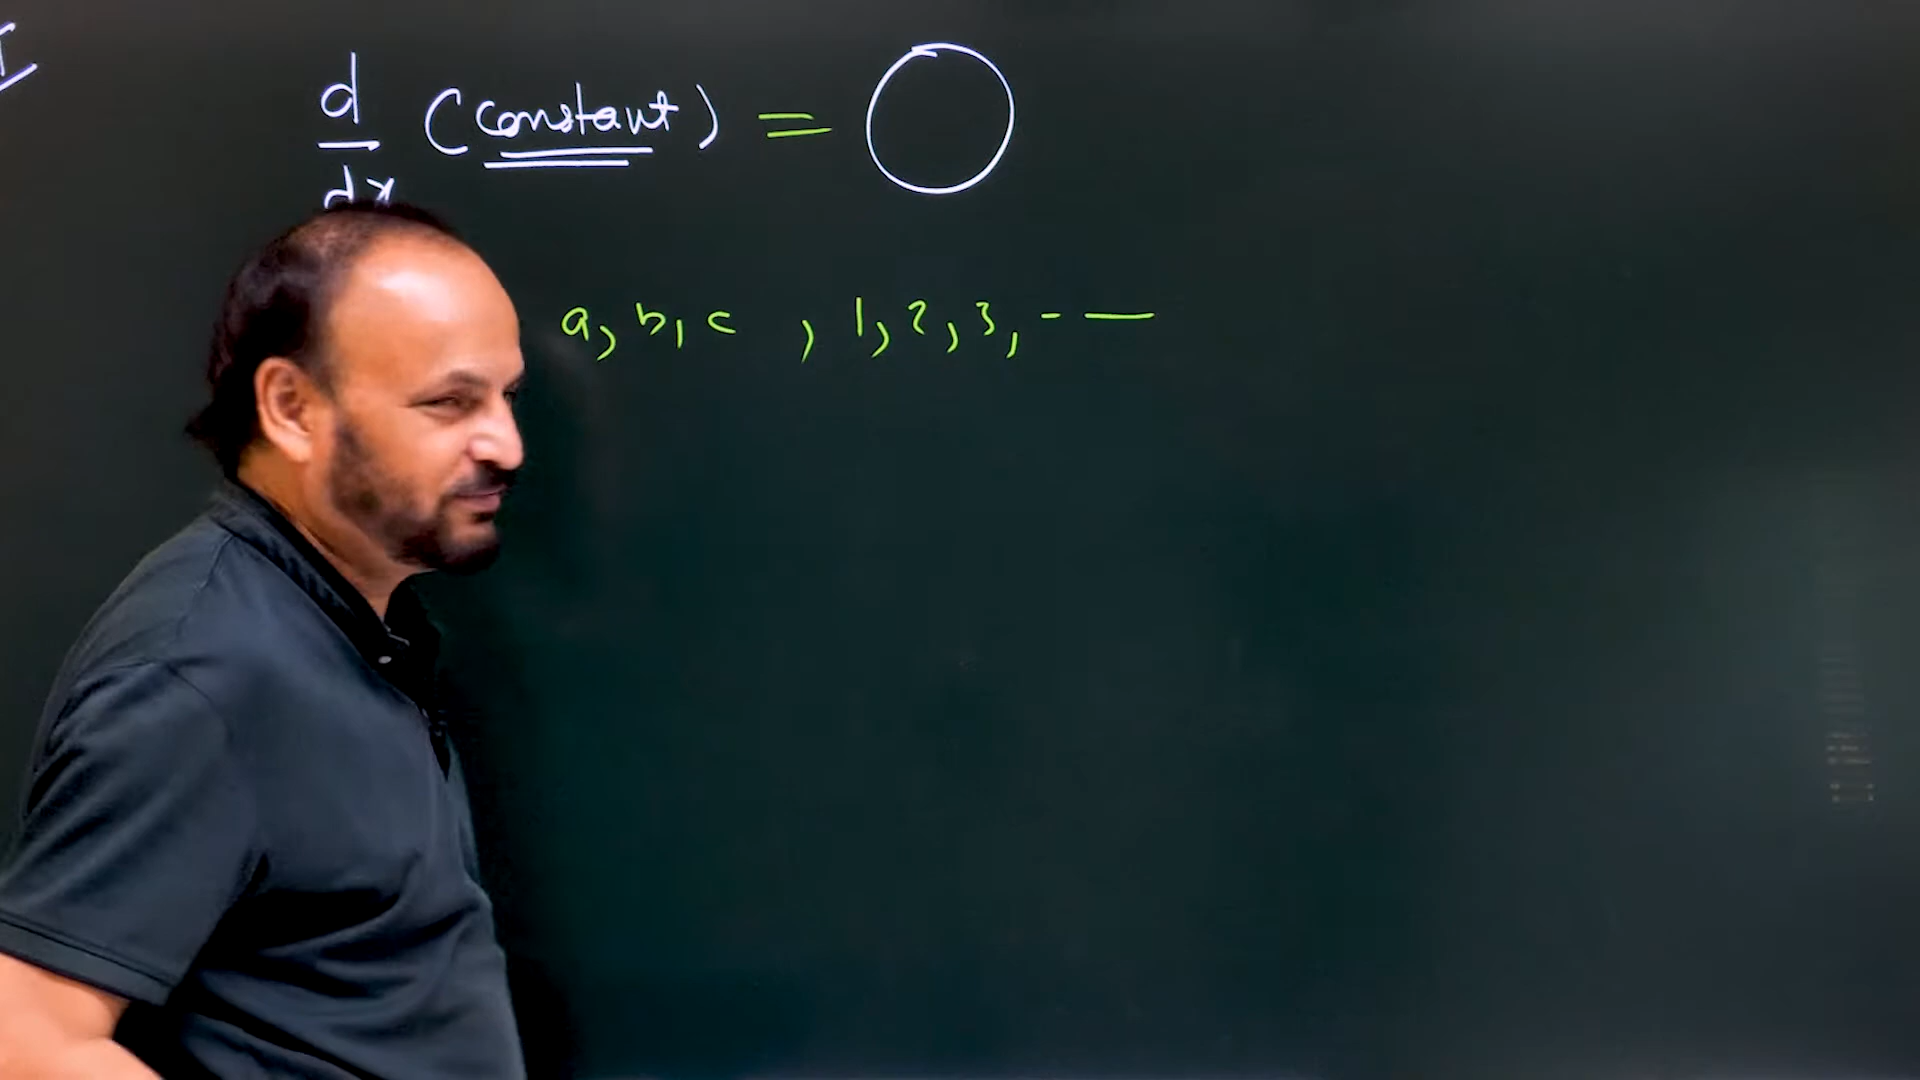 d/dx (constant) = 0
a, b, c , 1, 2, 3, - —